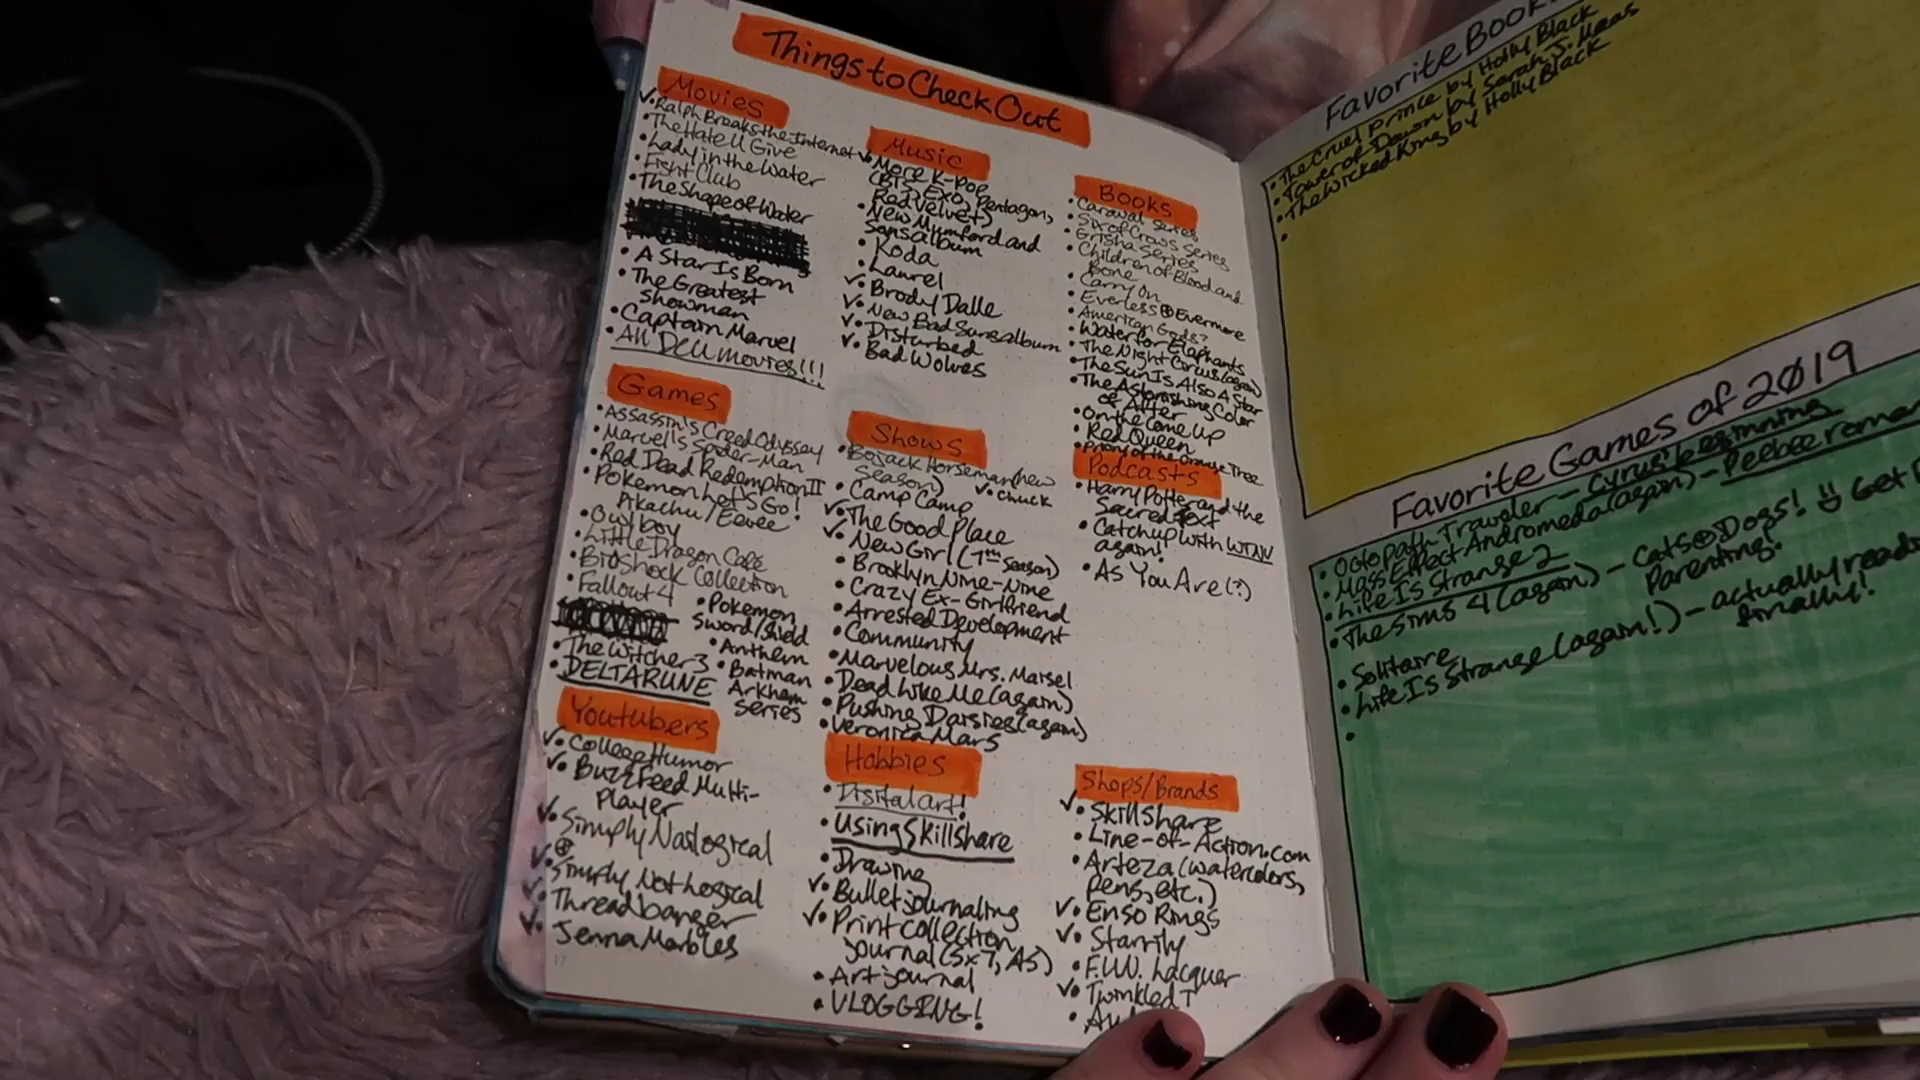 Things to Check Out
Movies
Ralph Breaks the Internet
The Hate U Give
Lady in the Water
Fight Club
The Shape of Water
A Star Is Born
The Greatest
Showman
Captain Marvel
All DCU movies!!!
Games
Assassin's Creed Odyssey
Marvel's Spider-Man
Red Dead Redemption II
Pokemon Let's Go!
Pikachu/Eevee
Owlboy
Little Dragon Cafe
Bioshock Collection
Fallout 4
The Witcher 3
DELTARUNE
Pokemon
Sword/Shield
Anthem
Batman
Arkham
Series
Youtubers
CollegeHumor
BuzzFeed Multi-
Player
Simply Nailogical
⊕
Simply Not Logical
Threadbanger
Jenna Marbles
17
Music
More K-pop
(BTS, Exo, Pentagon,
Red Velvet)
New Mumford and
Sons album
Koda
Laurel
Brody Dalle
New Bad Suns album
Disturbed
Bad Wolves
Shows
Bojack Horseman (new
Season)
Chuck
Camp Camp
The Good Place
New Girl (7th Season)
Brooklyn Nine-Nine
Crazy Ex-Girlfriend
Arrested Development
Community
Marvelous Mrs. Maisel
Dead Like Me (again)
Pushing Daisies (again)
Veronica Mars
Hobbies
Digital art!
Using Skillshare
Drawing
Bullet journaling
Print collection
journal (5x7, A5)
Art journal
VLOGGING!
Books
Caraval series
Six of Crows Series
Grisha Series
Children of Blood and
Bone
Carry On
Everless ⊕ Evermore
American Gods?
Water for Elephants
The Night Circus (again)
The Sun Is Also A Star
The Astonishing Color
of After
On the Come Up
Red Queen
Priory of the Orange Tree
Podcasts
Harry Potter and the
Sacred Text
Catch up with WTNV
again!
As You Are (?)
Shops/Brands
SkillShare
Line-of-Action.com
Arteza (watercolors,
pens, etc.)
Enso Rings
Starrily
F.U.N. Lacquer
Twinkled T
Favorite Book
The Cruel Prince by Holly Black
Tower of Dawn by Sarah J. Maas
The Wicked King by Holly Black
Favorite Games of 2019
Octopath Traveler - Cyrus' beginning
Mass Effect Andromeda (again) - Peebee
Life Is Strange 2
The Sims 4 (again) - Cats ⊕ Dogs! Get
Parenting!
Solitaire
Life Is Strange (again!) - actually
finally!